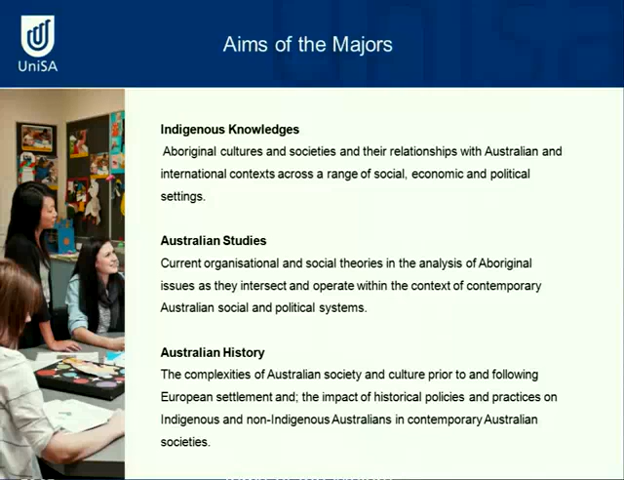 Aims of the Majors
UniSA
Indigenous Knowledges
Aboriginal cultures and societies and their relationships with Australian and
international contexts across a range of social, economic and political
settings.
Australian Studies
Current organisational and social theories in the analysis of Aboriginal
issues as they intersect and operate within the context of contemporary
Australian social and political systems.
Australian History
The complexities of Australian society and culture prior to and following
European settlement and; the impact of historical policies and practices on
Indigenous and non-Indigenous Australians in contemporary Australian
societies.